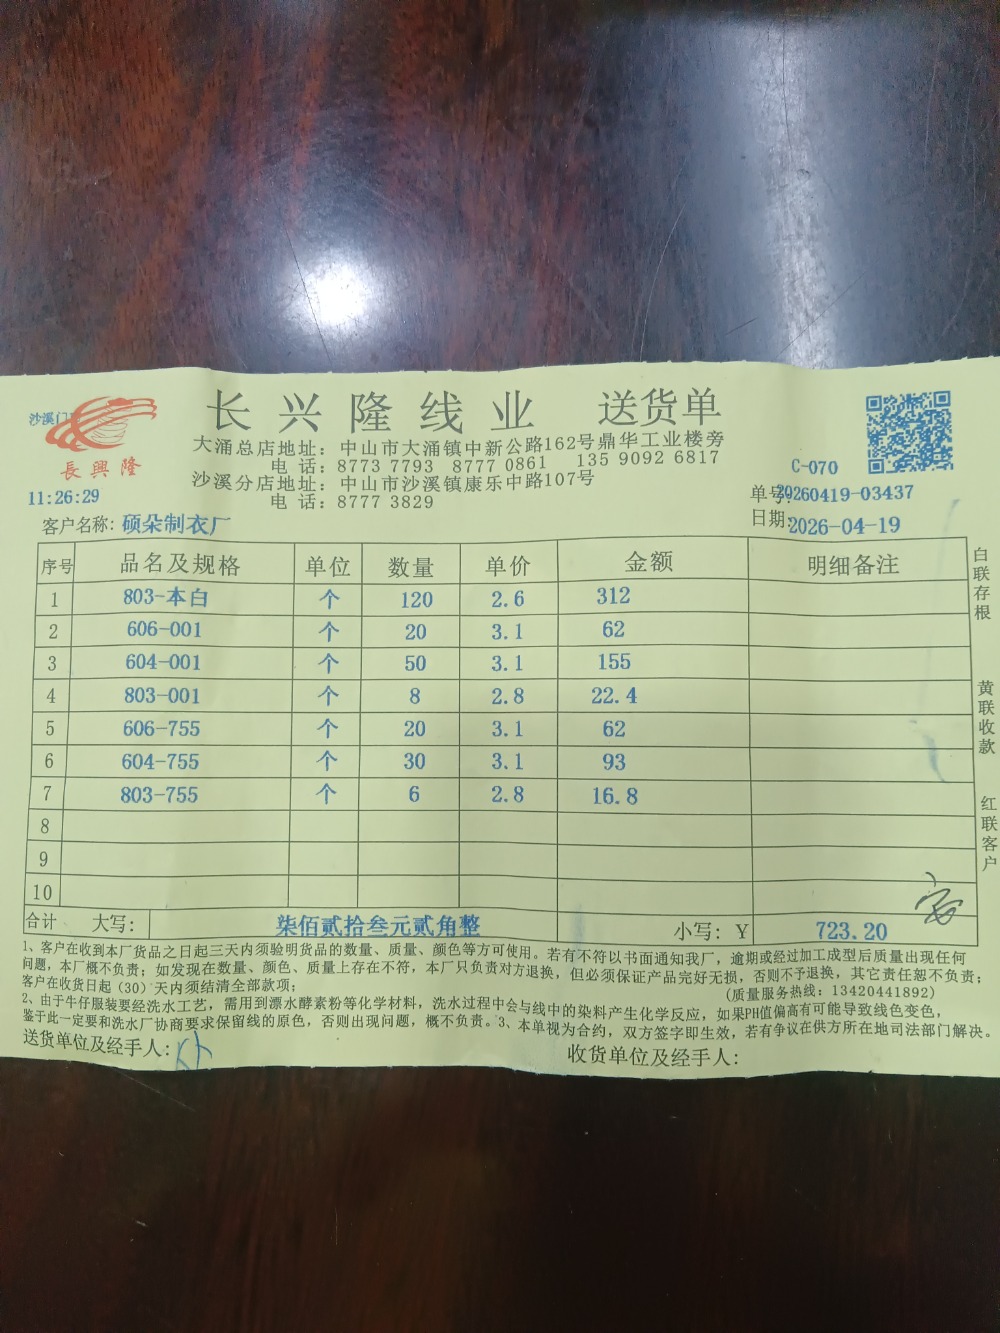 长兴隆线业 送货单
沙溪门
長興隆
大涌总店地址：中山市大涌镇中新公路162号鼎华工业楼旁
电 话：8773 7793 8777 0861 135 9092 6817
沙溪分店地址：中山市沙溪镇康乐中路107号
电 话：8777 3829
C-070
11:26:29
单号：20260419-03437
客户名称：硕朵制衣厂
日期：2026-04-19
序号 品名及规格 单位 数量 单价 金额 明细备注
1 803-本白 个 120 2.6 312
2 606-001 个 20 3.1 62
3 604-001 个 50 3.1 155
4 803-001 个 8 2.8 22.4
5 606-755 个 20 3.1 62
6 604-755 个 30 3.1 93
7 803-755 个 6 2.8 16.8
8
9
10
合计 大写：柒佰贰拾叁元贰角整 小写：Y 723.20
白联存根
黄联收款
红联客户
1、客户在收到本厂货品之日起三天内须验明货品的数量、质量、颜色等方可使用。若有不符以书面通知我厂，逾期或经过加工成型后质量出现任何
问题，本厂概不负责；如发现在数量、颜色、质量上存在不符，本厂只负责对方退换，但必须保证产品完好无损，否则不予退换，其它责任恕不负责；
客户在收货日起（30）天内须结清全部款项；
(质量服务热线：13420441892)
2、由于牛仔服装要经洗水工艺，需用到漂水酵素粉等化学材料，洗水过程中会与线中的染料产生化学反应，如果PH值偏高有可能导致线色变色，
鉴于此一定要和洗水厂协商要求保留线的原色，否则出现问题，概不负责。3、本单视为合约，双方签字即生效，若有争议在供方所在地司法部门解决。
送货单位及经手人：
收货单位及经手人：